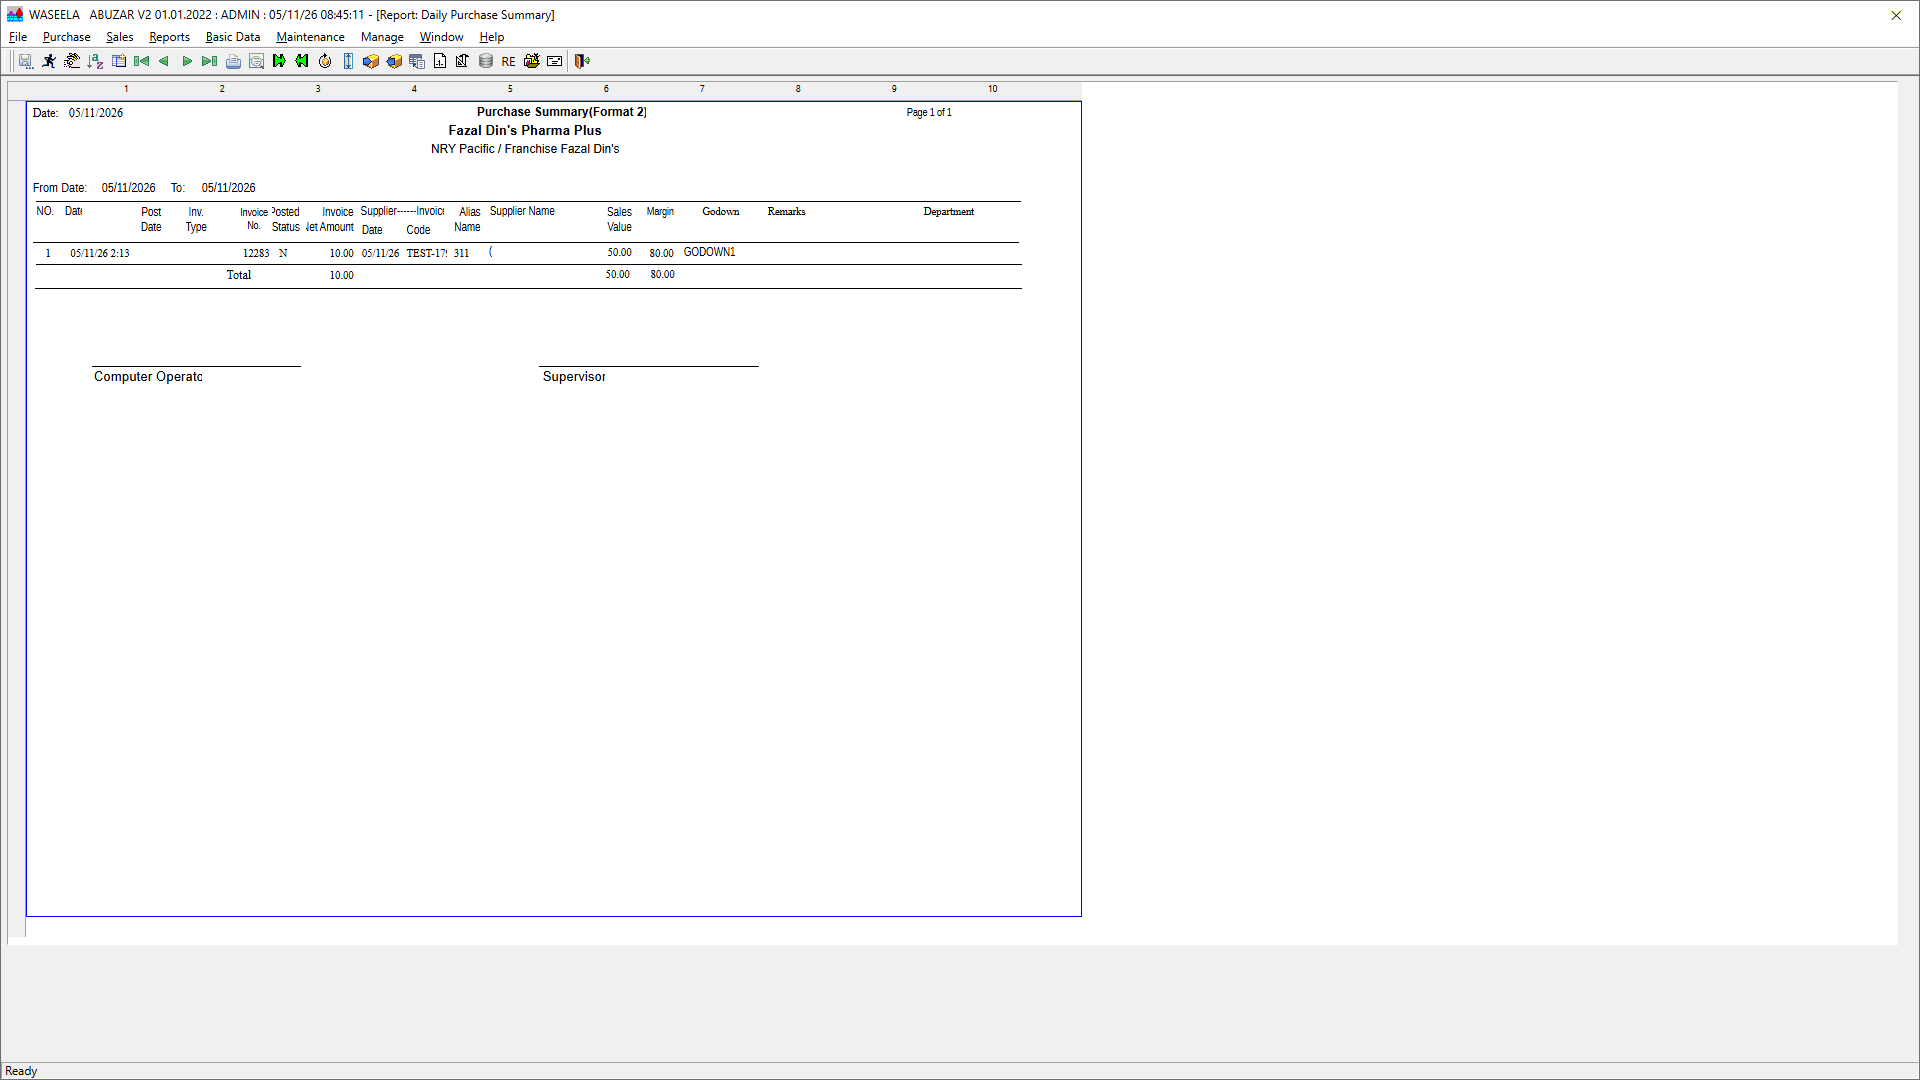 WASEELA ABUZAR V2 01.01.2022 : ADMIN : 05/11/26 08:45:11 - [Report: Daily Purchase Summary]
File Purchase Sales Reports Basic Data Maintenance Manage Window Help
RE
1 2 3 4 5 6 7 8 9 10
Date: 05/11/2026 Purchase Summary(Format 2) Page 1 of 1
Fazal Din's Pharma Plus
NRY Pacific / Franchise Fazal Din's
From Date: 05/11/2026 To: 05/11/2026
NO. Date Post Inv. Invoice Posted Invoice Supplier------Invoice Alias Supplier Name Sales Margin Godown Remarks Department
Date Type No. Status Net Amount Date Code Name Value
1 05/11/26 2:13 12283 N 10.00 05/11/26 TEST-17 311 ( 50.00 80.00 GODOWN1
Total 10.00 50.00 80.00
Computer Operato Supervisor
Ready